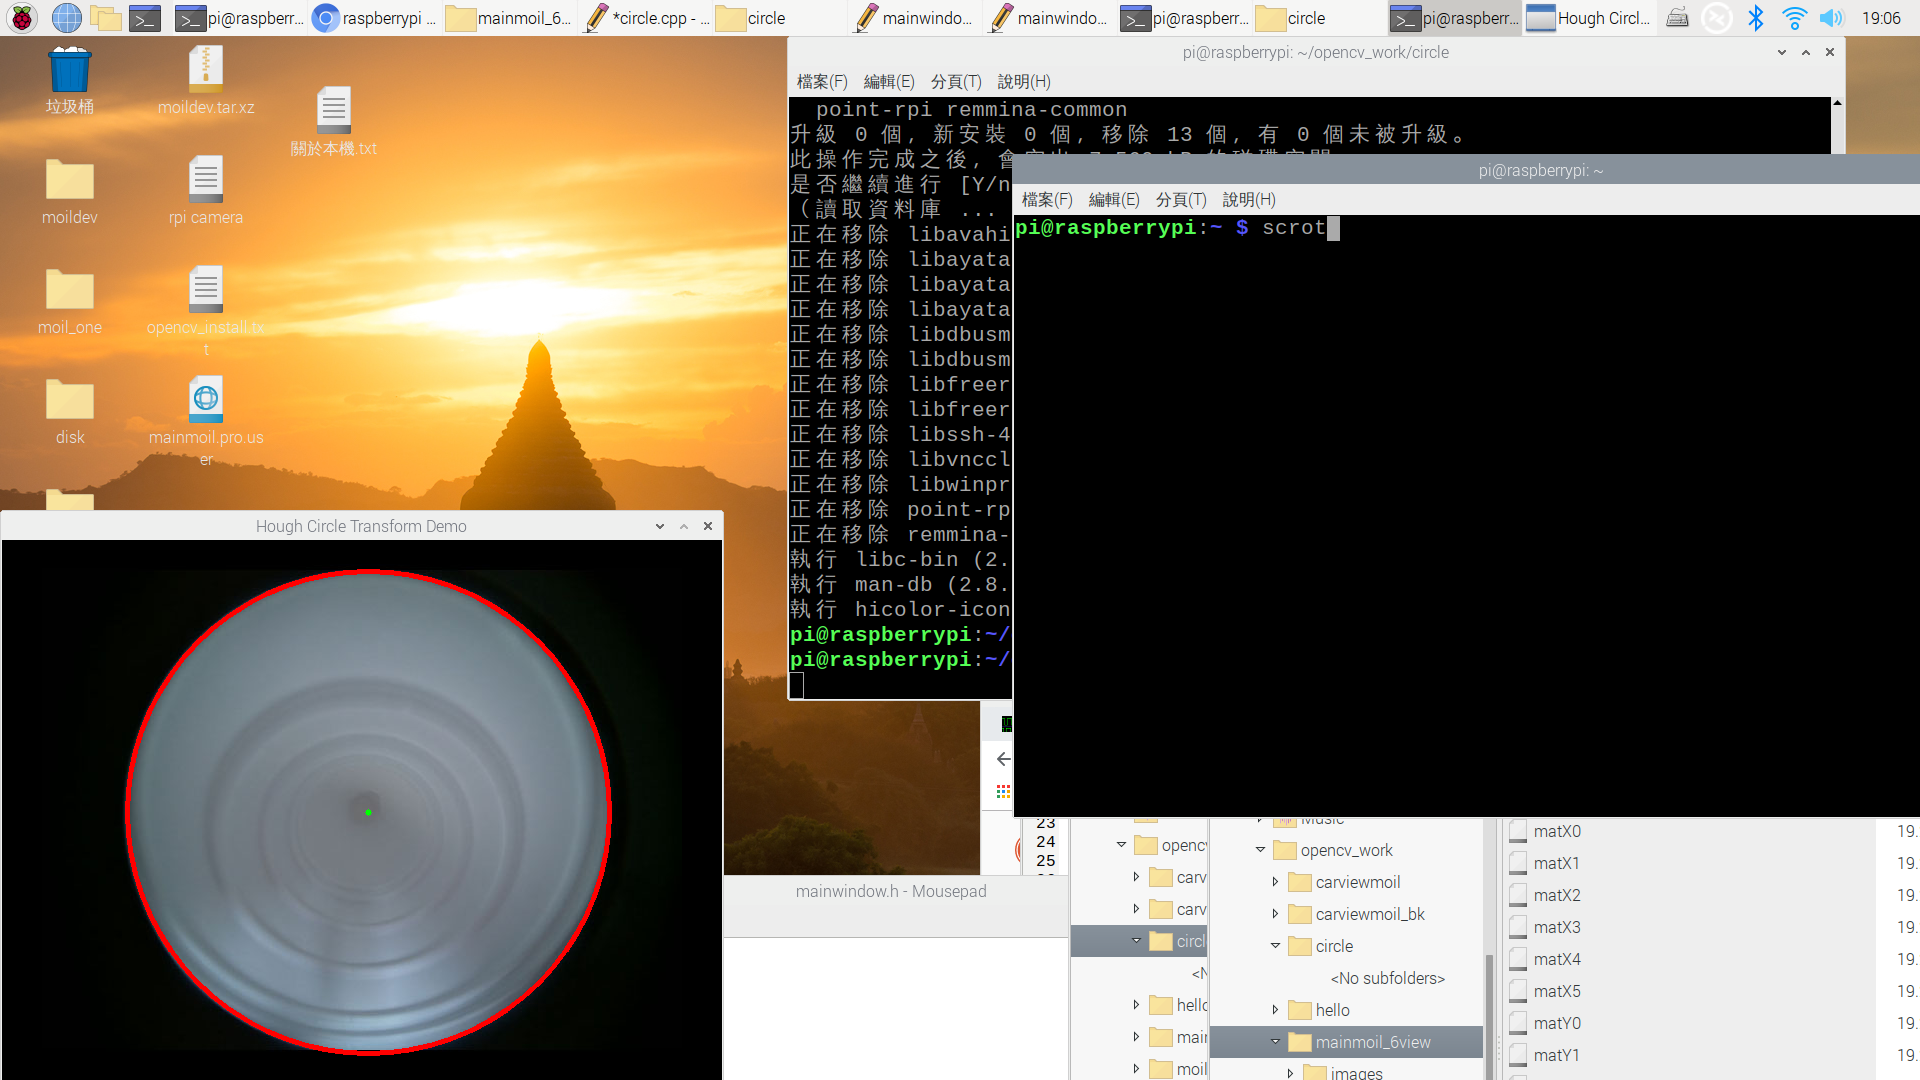 pi@raspberr...
raspberrypi ...
mainmoil_6...
*circle.cpp - ...
circle
mainwindo...
mainwindo...
pi@raspberr...
circle
pi@raspberr...
Hough Circl...
19:06
垃圾桶
moildev.tar.xz
關於本機.txt
moildev
rpi camera
moil_one
opencv_install.tx
t
disk
mainmoil.pro.us
er
pi@raspberrypi: ~/opencv_work/circle
檔案(F) 編輯(E) 分頁(T) 說明(H)
point-rpi remmina-common
升級 0 個, 新安裝 0 個, 移除 13 個, 有 0 個未被升級。
此操作完成之後,
是否繼續進行 [Y/n
(讀取資料庫 ...
正在移除 libavahi
正在移除 libayata
正在移除 libayata
正在移除 libayata
正在移除 libdbusm
正在移除 libdbusm
正在移除 libfreer
正在移除 libfreer
正在移除 libssh-4
正在移除 libvnccl
正在移除 libwinpr
正在移除 point-rp
正在移除 remmina-
執行 libc-bin (2.
執行 man-db (2.8.
執行 hicolor-icon
pi@raspberrypi:~/
pi@raspberrypi:~/
pi@raspberrypi: ~
檔案(F) 編輯(E) 分頁(T) 說明(H)
pi@raspberrypi:~ $ scrot
Hough Circle Transform Demo
mainwindow.h - Mousepad
23
24
25
openc
carv
carv
circl
<N
hello
main
moil
Music
opencv_work
carviewmoil
carviewmoil_bk
circle
<No subfolders>
hello
mainmoil_6view
images
matX0
19.
matX1
19.
matX2
19.
matX3
19.
matX4
19.
matX5
19.
matY0
19.
matY1
19.